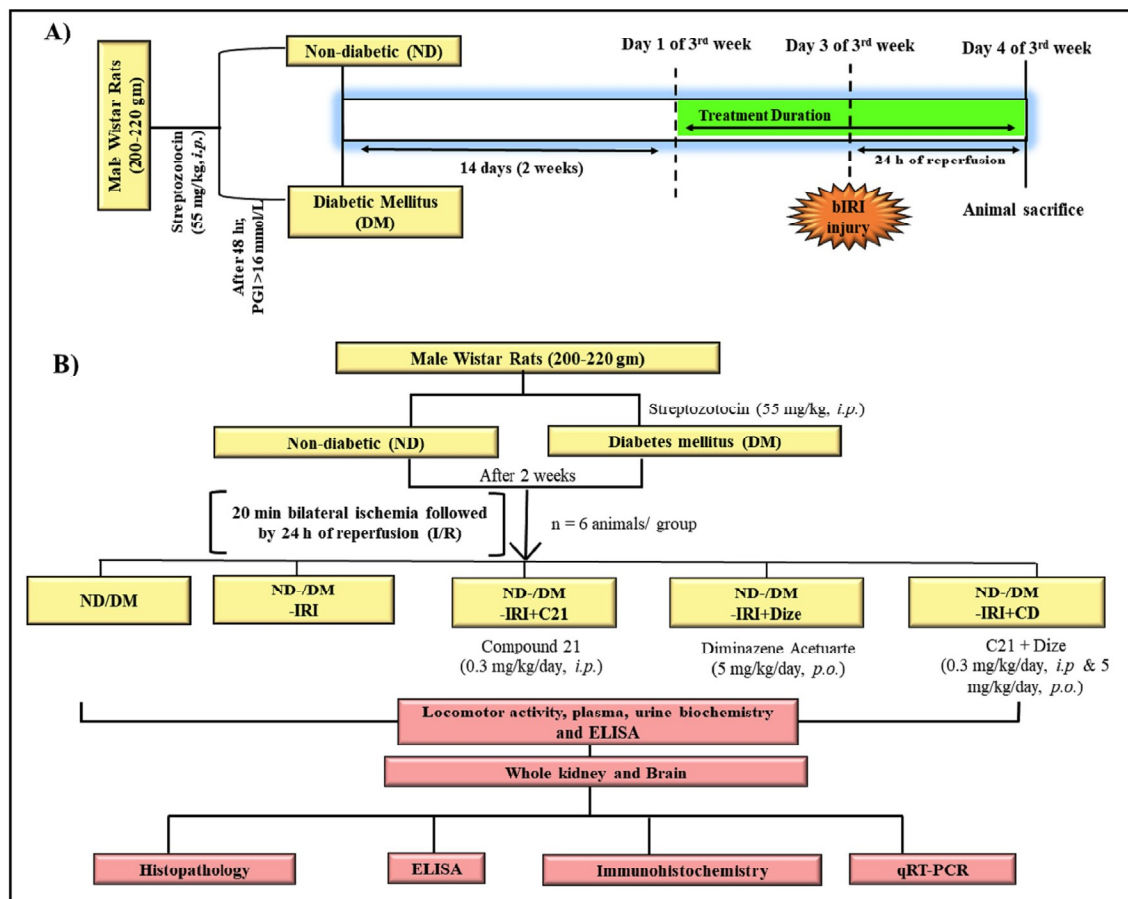 A)
Non-diabetic (ND)
Male Wistar Rats
(200-220 gm)
Streptozotocin
(55 mg/kg, i.p.)
After 48 hr,
PGl >16 mmol/L
Diabetic Mellitus
(DM)
Day 1 of 3rd week
Day 3 of 3rd week
Day 4 of 3rd week
Treatment Duration
14 days (2 weeks)
24 h of reperfusion
bIRI
injury
Animal sacrifice
B)
Male Wistar Rats (200-220 gm)
Streptozotocin (55 mg/kg, i.p.)
Non-diabetic (ND)
Diabetes mellitus (DM)
After 2 weeks
20 min bilateral ischemia followed
by 24 h of reperfusion (I/R)
n = 6 animals/ group
ND/DM
ND-/DM
-IRI
ND-/DM
-IRI+C21
ND-/DM
-IRI+Dize
ND-/DM
-IRI+CD
Compound 21
(0.3 mg/kg/day, i.p.)
Diminazene Acetuarte
(5 mg/kg/day, p.o.)
C21 + Dize
(0.3 mg/kg/day, i.p & 5
mg/kg/day, p.o.)
Locomotor activity, plasma, urine biochemistry
and ELISA
Whole kidney and Brain
Histopathology
ELISA
Immunohistochemistry
qRT-PCR